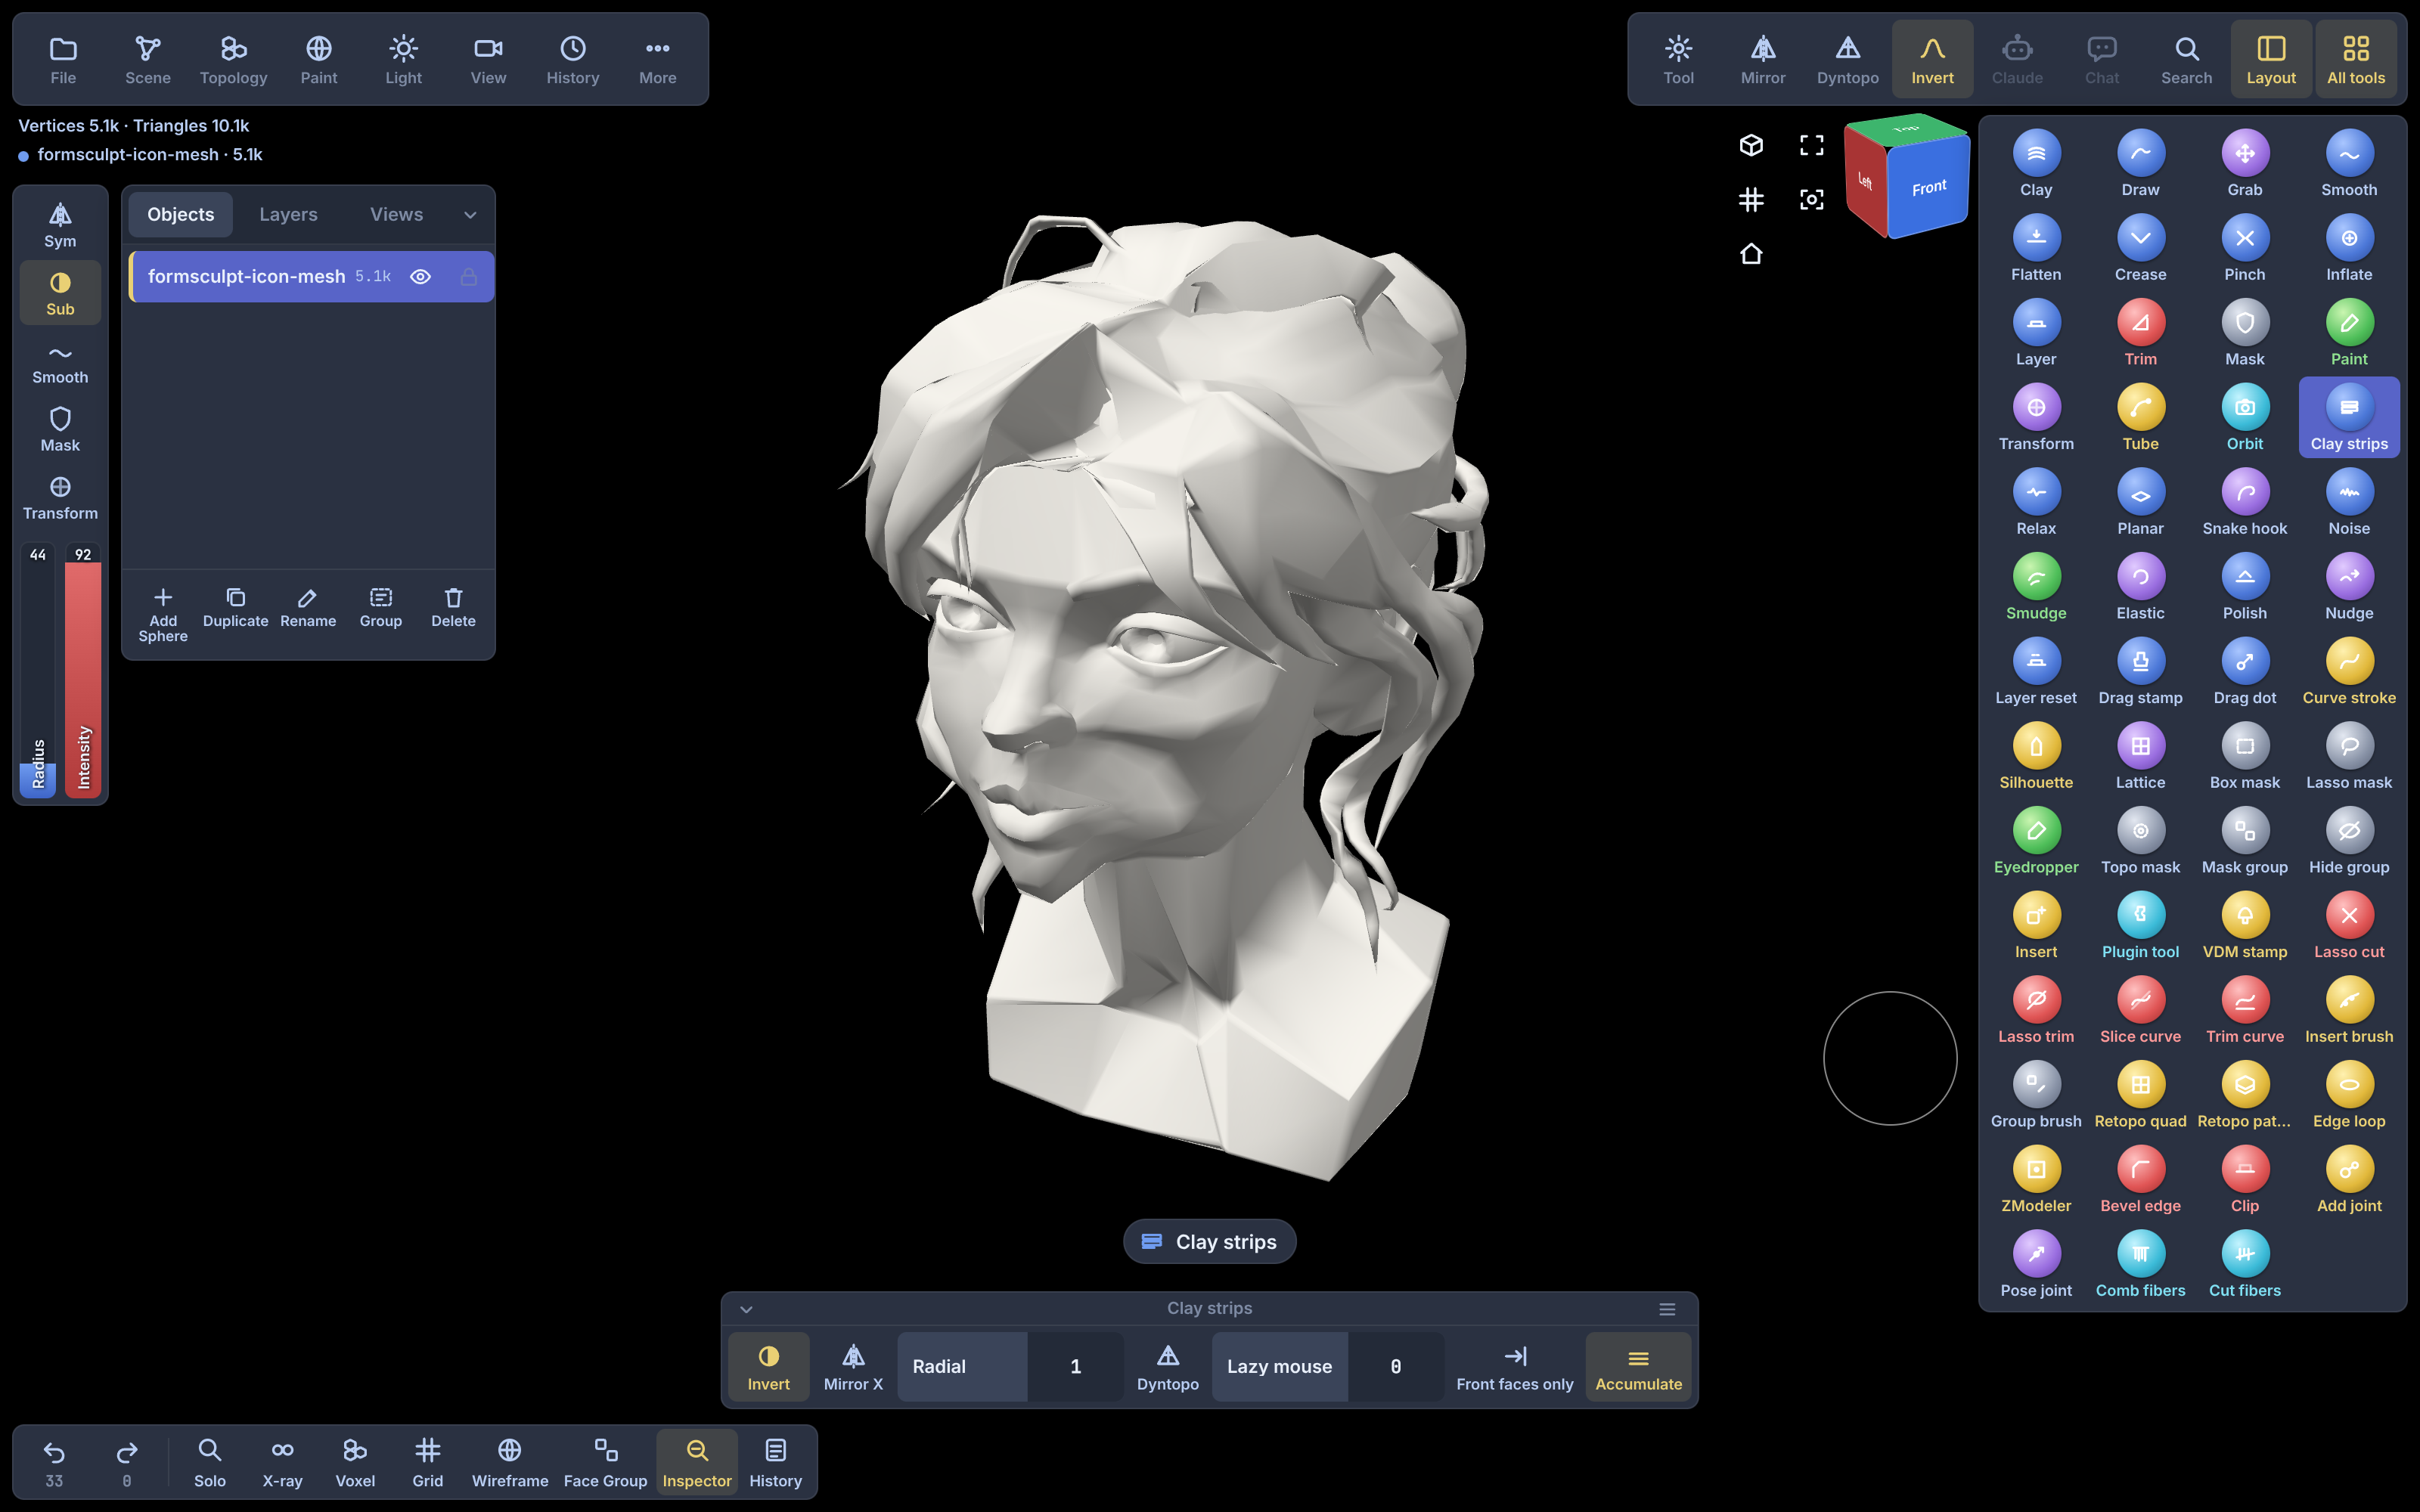 File Scene Topology Paint Light View History More
Tool Mirror Dyntopo Invert Claude Chat Search Layout All tools
Vertices 5.1k · Triangles 10.1k
formsculpt-icon-mesh · 5.1k
Top
Left
Front
Sym
Sub
Smooth
Mask
Transform
44 92
Radius
Intensity
Objects Layers Views
formsculpt-icon-mesh 5.1k
Add Duplicate Rename Group Delete
Sphere
Clay Draw Grab Smooth
Flatten Crease Pinch Inflate
Layer Trim Mask Paint
Transform Tube Orbit Clay strips
Relax Planar Snake hook Noise
Smudge Elastic Polish Nudge
Layer reset Drag stamp Drag dot Curve stroke
Silhouette Lattice Box mask Lasso mask
Eyedropper Topo mask Mask group Hide group
Insert Plugin tool VDM stamp Lasso cut
Lasso trim Slice curve Trim curve Insert brush
Group brush Retopo quad Retopo pat... Edge loop
ZModeler Bevel edge Clip Add joint
Pose joint Comb fibers Cut fibers
Clay strips
Clay strips
Invert Mirror X Radial 1 Dyntopo Lazy mouse 0 Front faces only Accumulate
33 0 Solo X-ray Voxel Grid Wireframe Face Group Inspector History